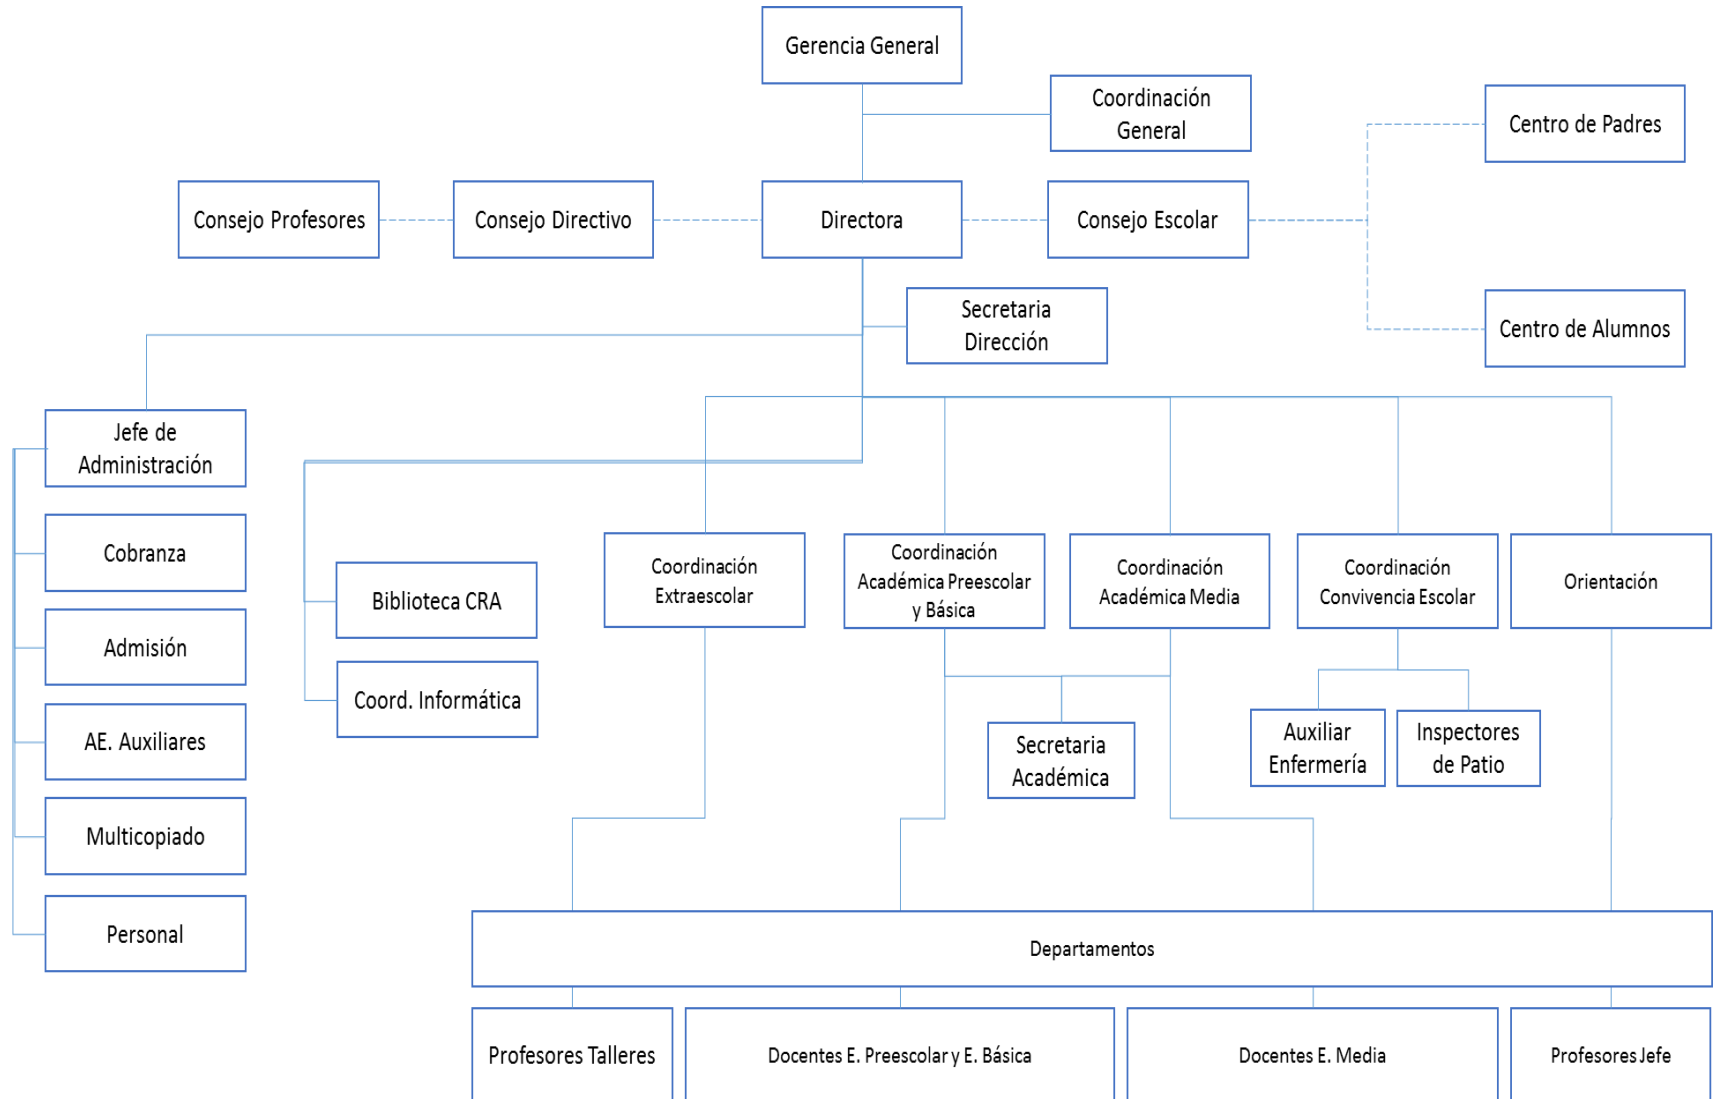 Gerencia General
Coordinación
General
Centro de Padres
Consejo Profesores
Consejo Directivo
Directora
Consejo Escolar
Secretaria
Dirección
Centro de Alumnos
Jefe de
Administración
Cobranza
Admisión
AE. Auxiliares
Multicopiado
Personal
Biblioteca CRA
Coord. Informática
Coordinación
Extraescolar
Coordinación
Académica Preescolar
y Básica
Coordinación
Académica Media
Coordinación
Convivencia Escolar
Orientación
Secretaria
Académica
Auxiliar
Enfermería
Inspectores
de Patio
Departamentos
Profesores Talleres
Docentes E. Preescolar y E. Básica
Docentes E. Media
Profesores Jefe